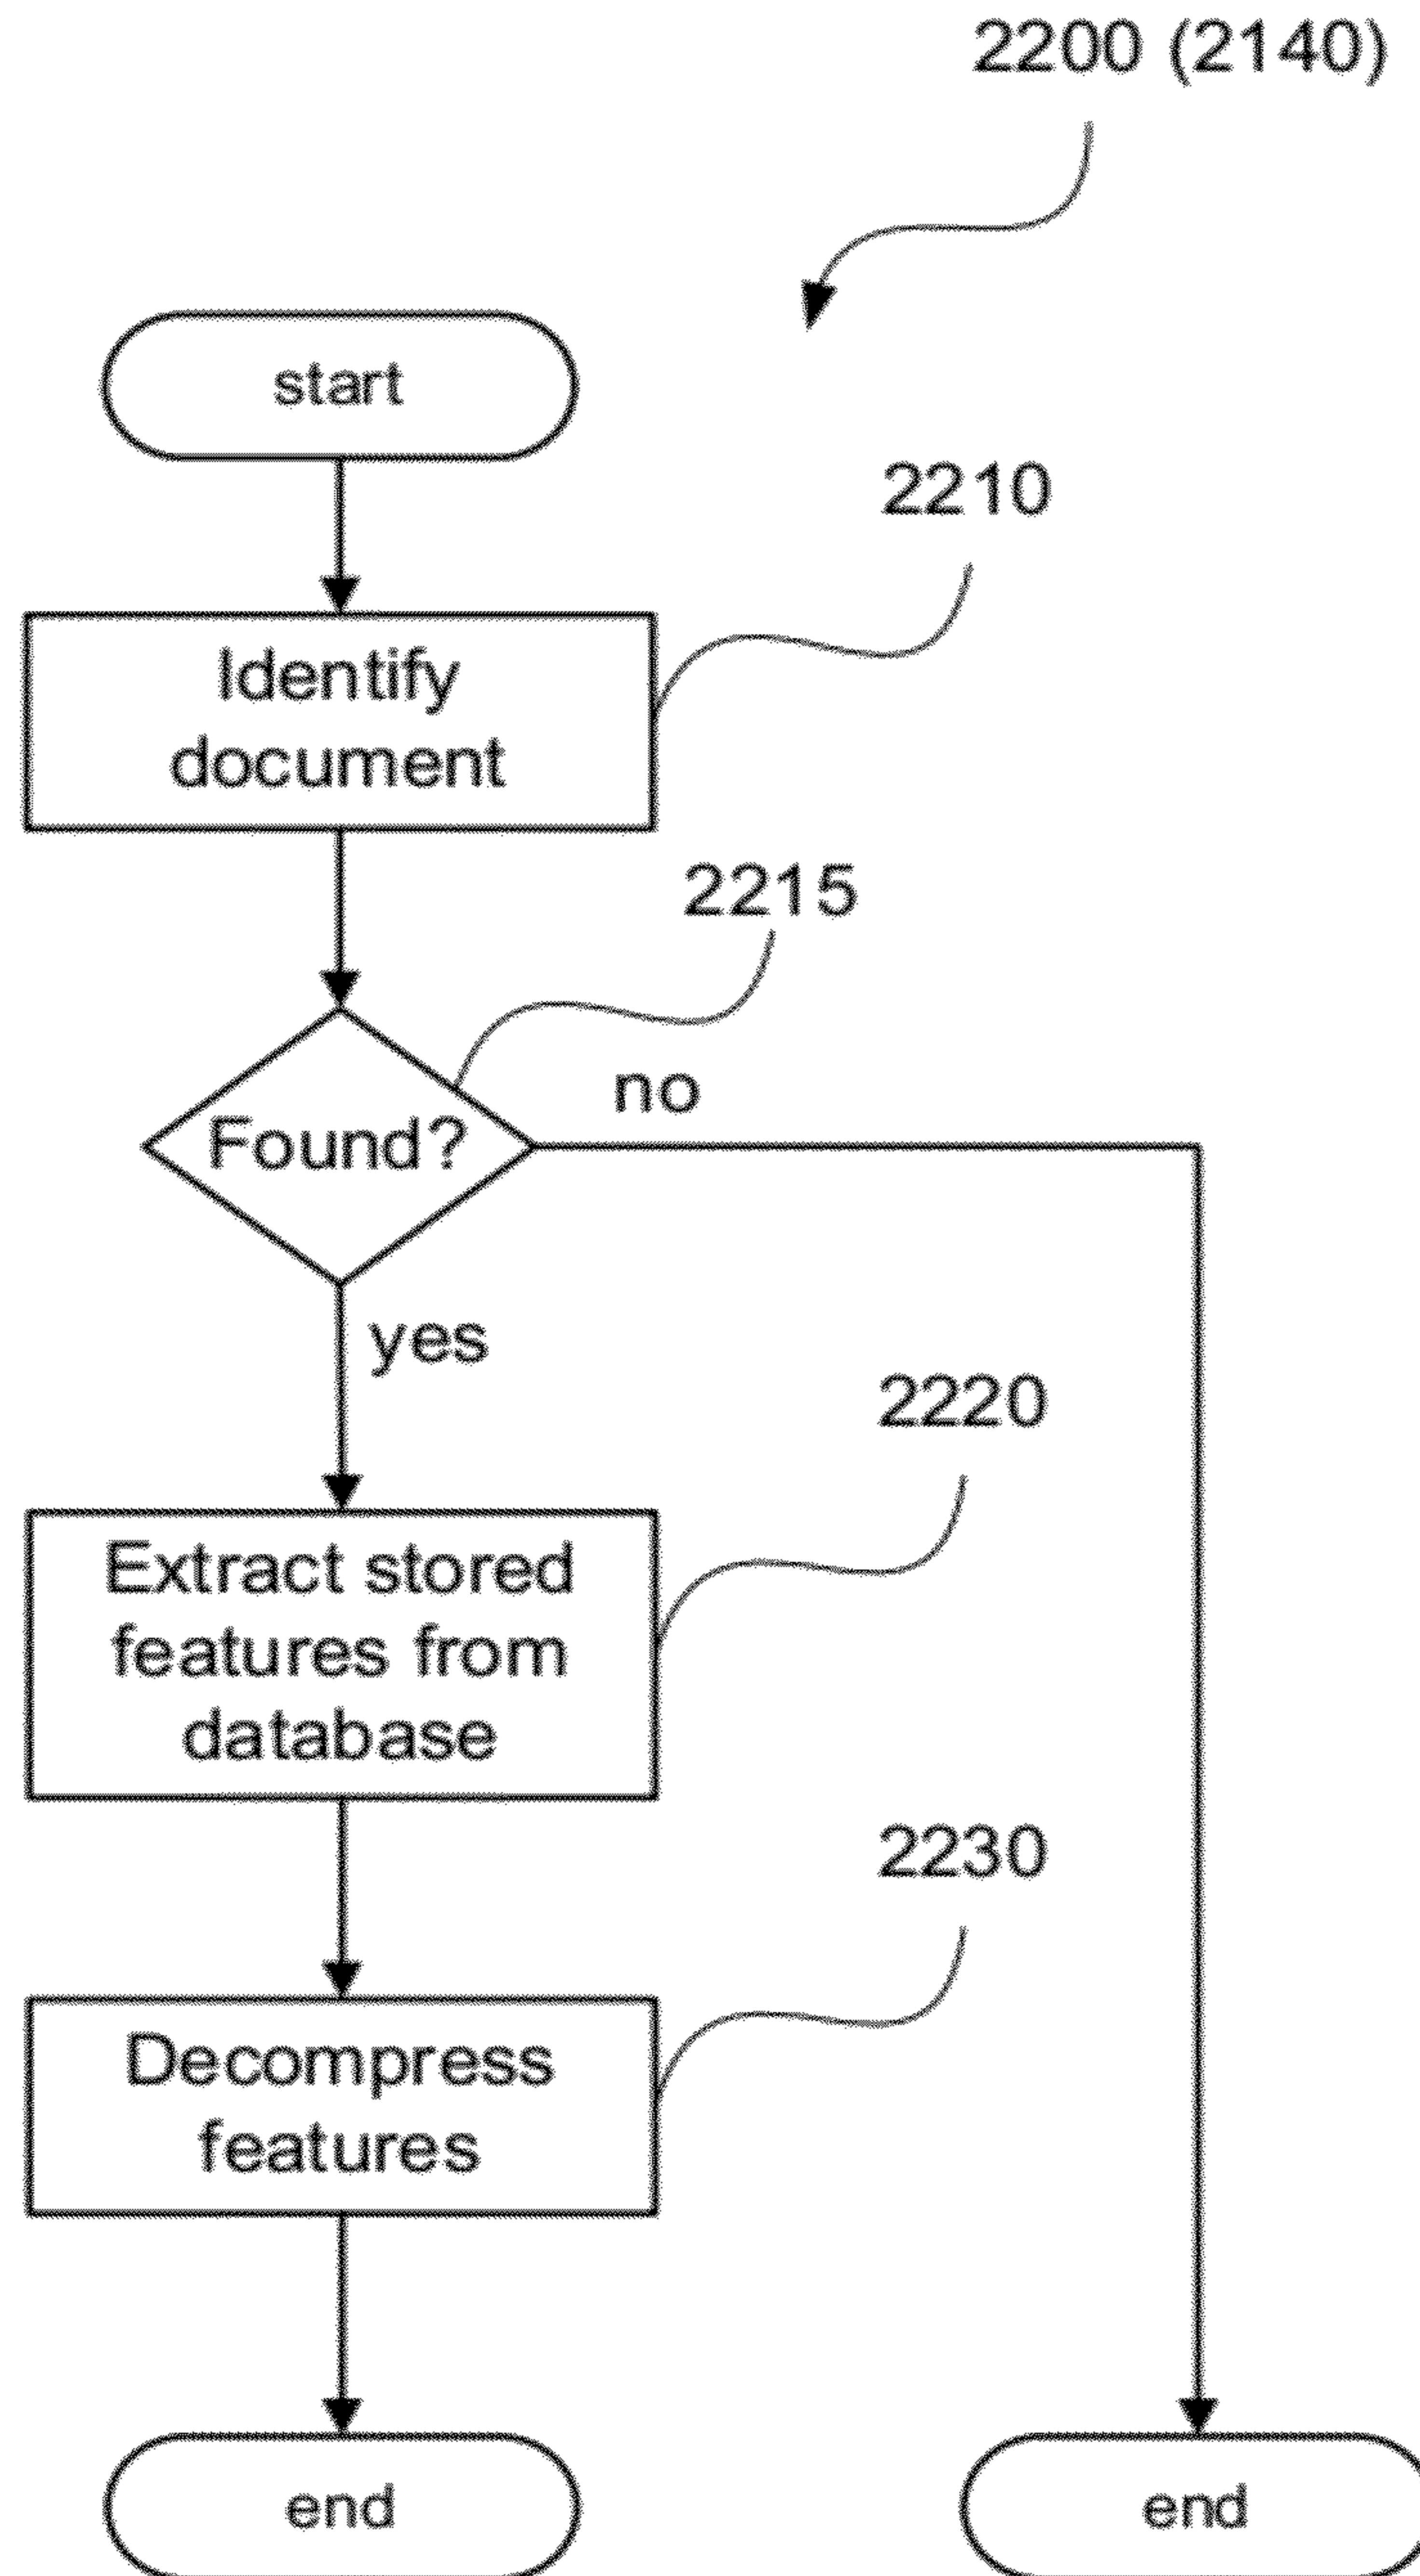 2200 (2140)
start
2210
Identify
document
2215
Found?
no
yes
2220
Extract stored
features from
database
2230
Decompress
features
end
end